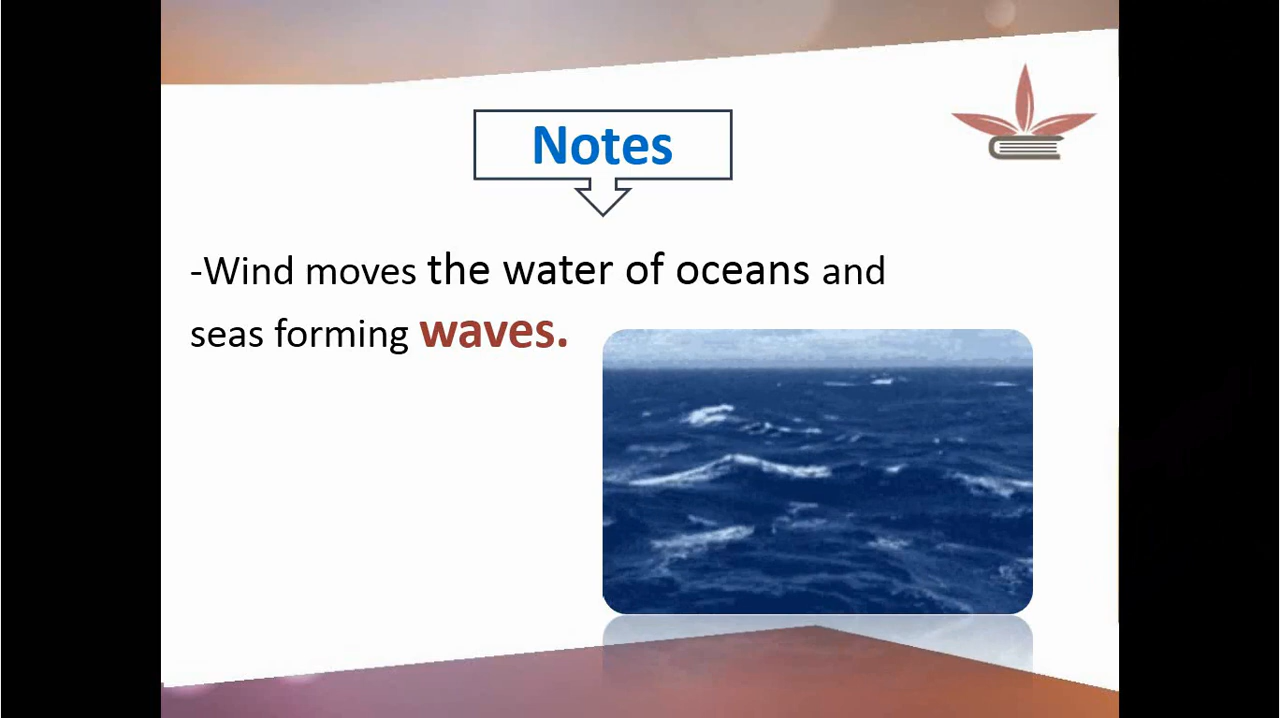 Notes
-Wind moves the water of oceans and
seas forming waves.